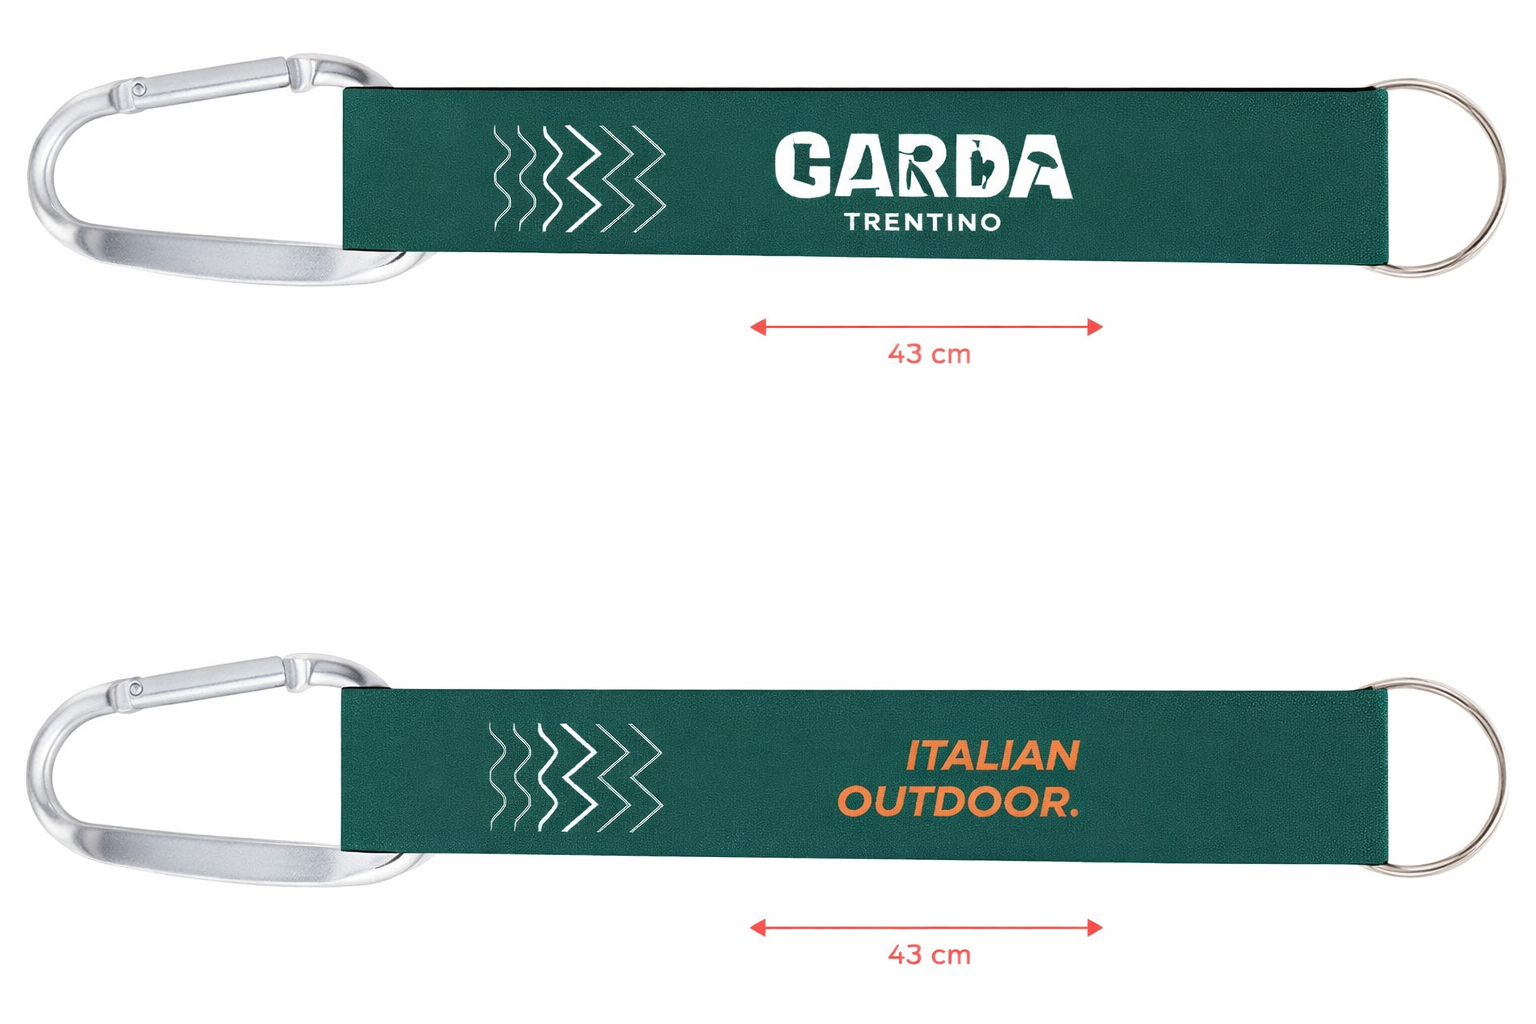 GARDA
TRENTINO
43 cm
ITALIAN
OUTDOOR.
43 cm